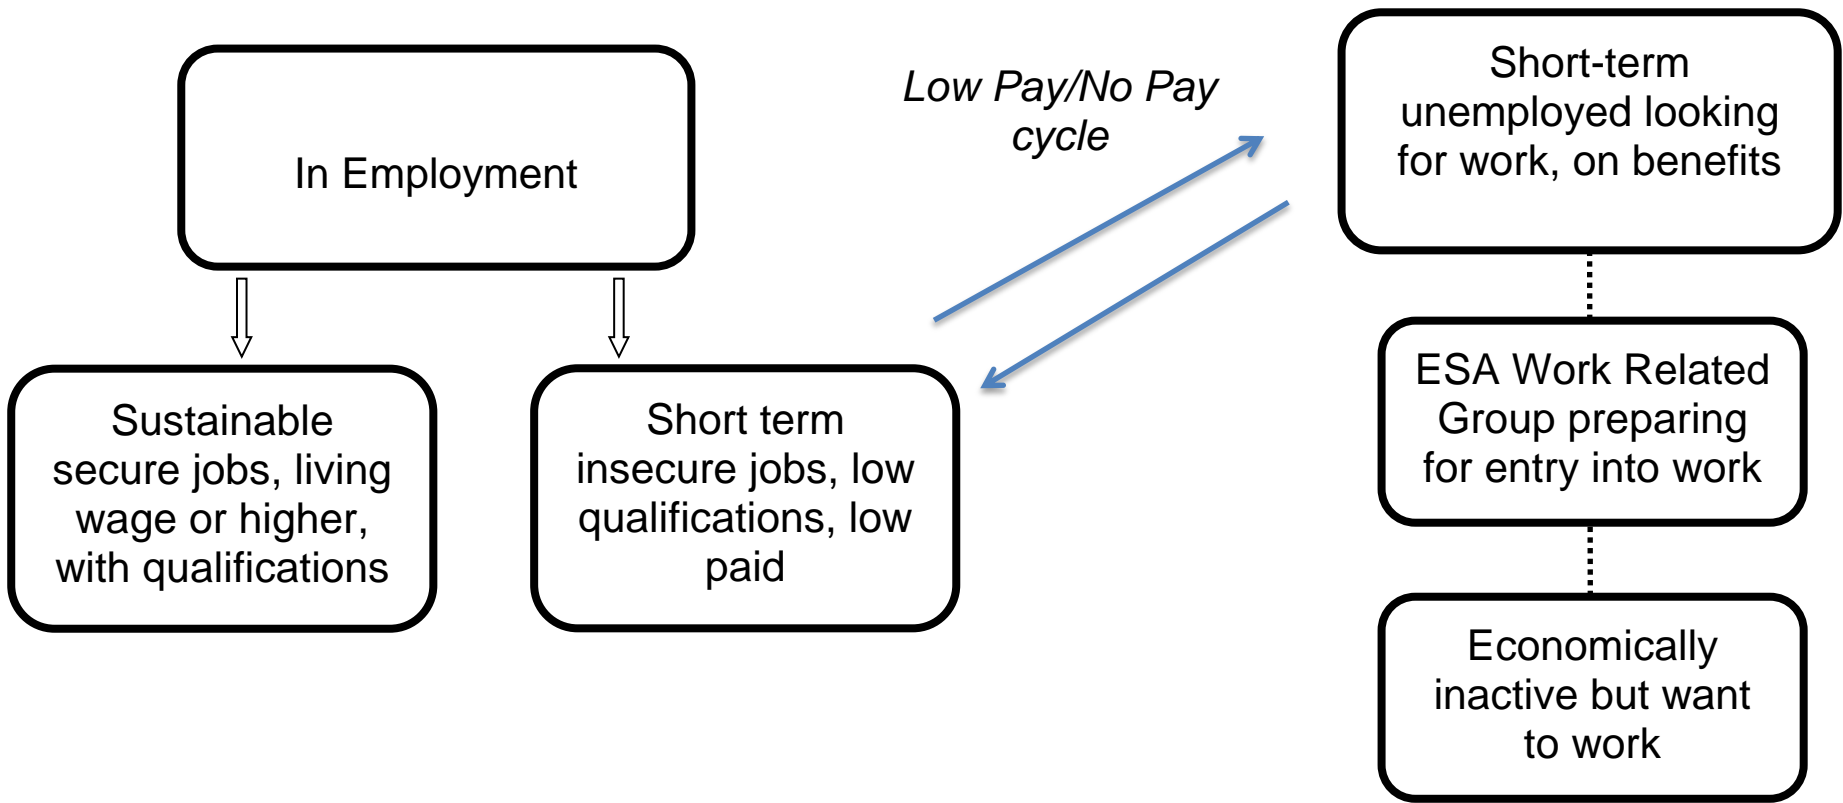 In Employment
Low Pay/No Pay
cycle
Short-term
unemployed looking
for work, on benefits
Sustainable
secure jobs, living
wage or higher,
with qualifications
Short term
insecure jobs, low
qualifications, low
paid
ESA Work Related
Group preparing
for entry into work
Economically
inactive but want
to work